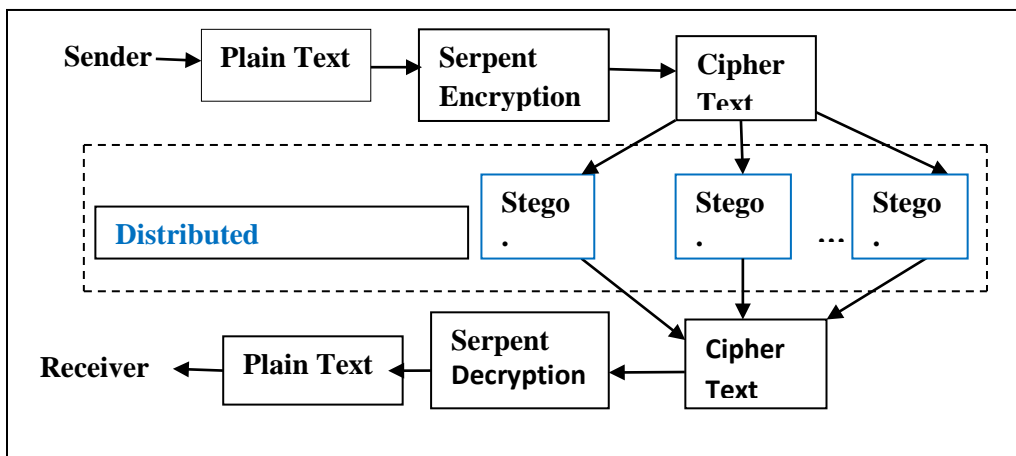 Sender
Plain Text
Serpent
Encryption
Cipher
Text
Distributed
Stego
.
Stego
.
...
Stego
.
Receiver
Plain Text
Serpent
Decryption
Cipher
Text